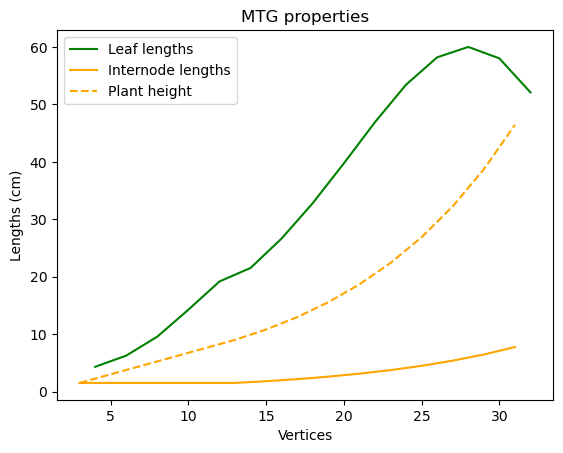 MTG properties
Leaf lengths
Internode lengths
Plant height
Lengths (cm)
60
50
40
30
20
10
0
5
10
15
20
25
30
Vertices